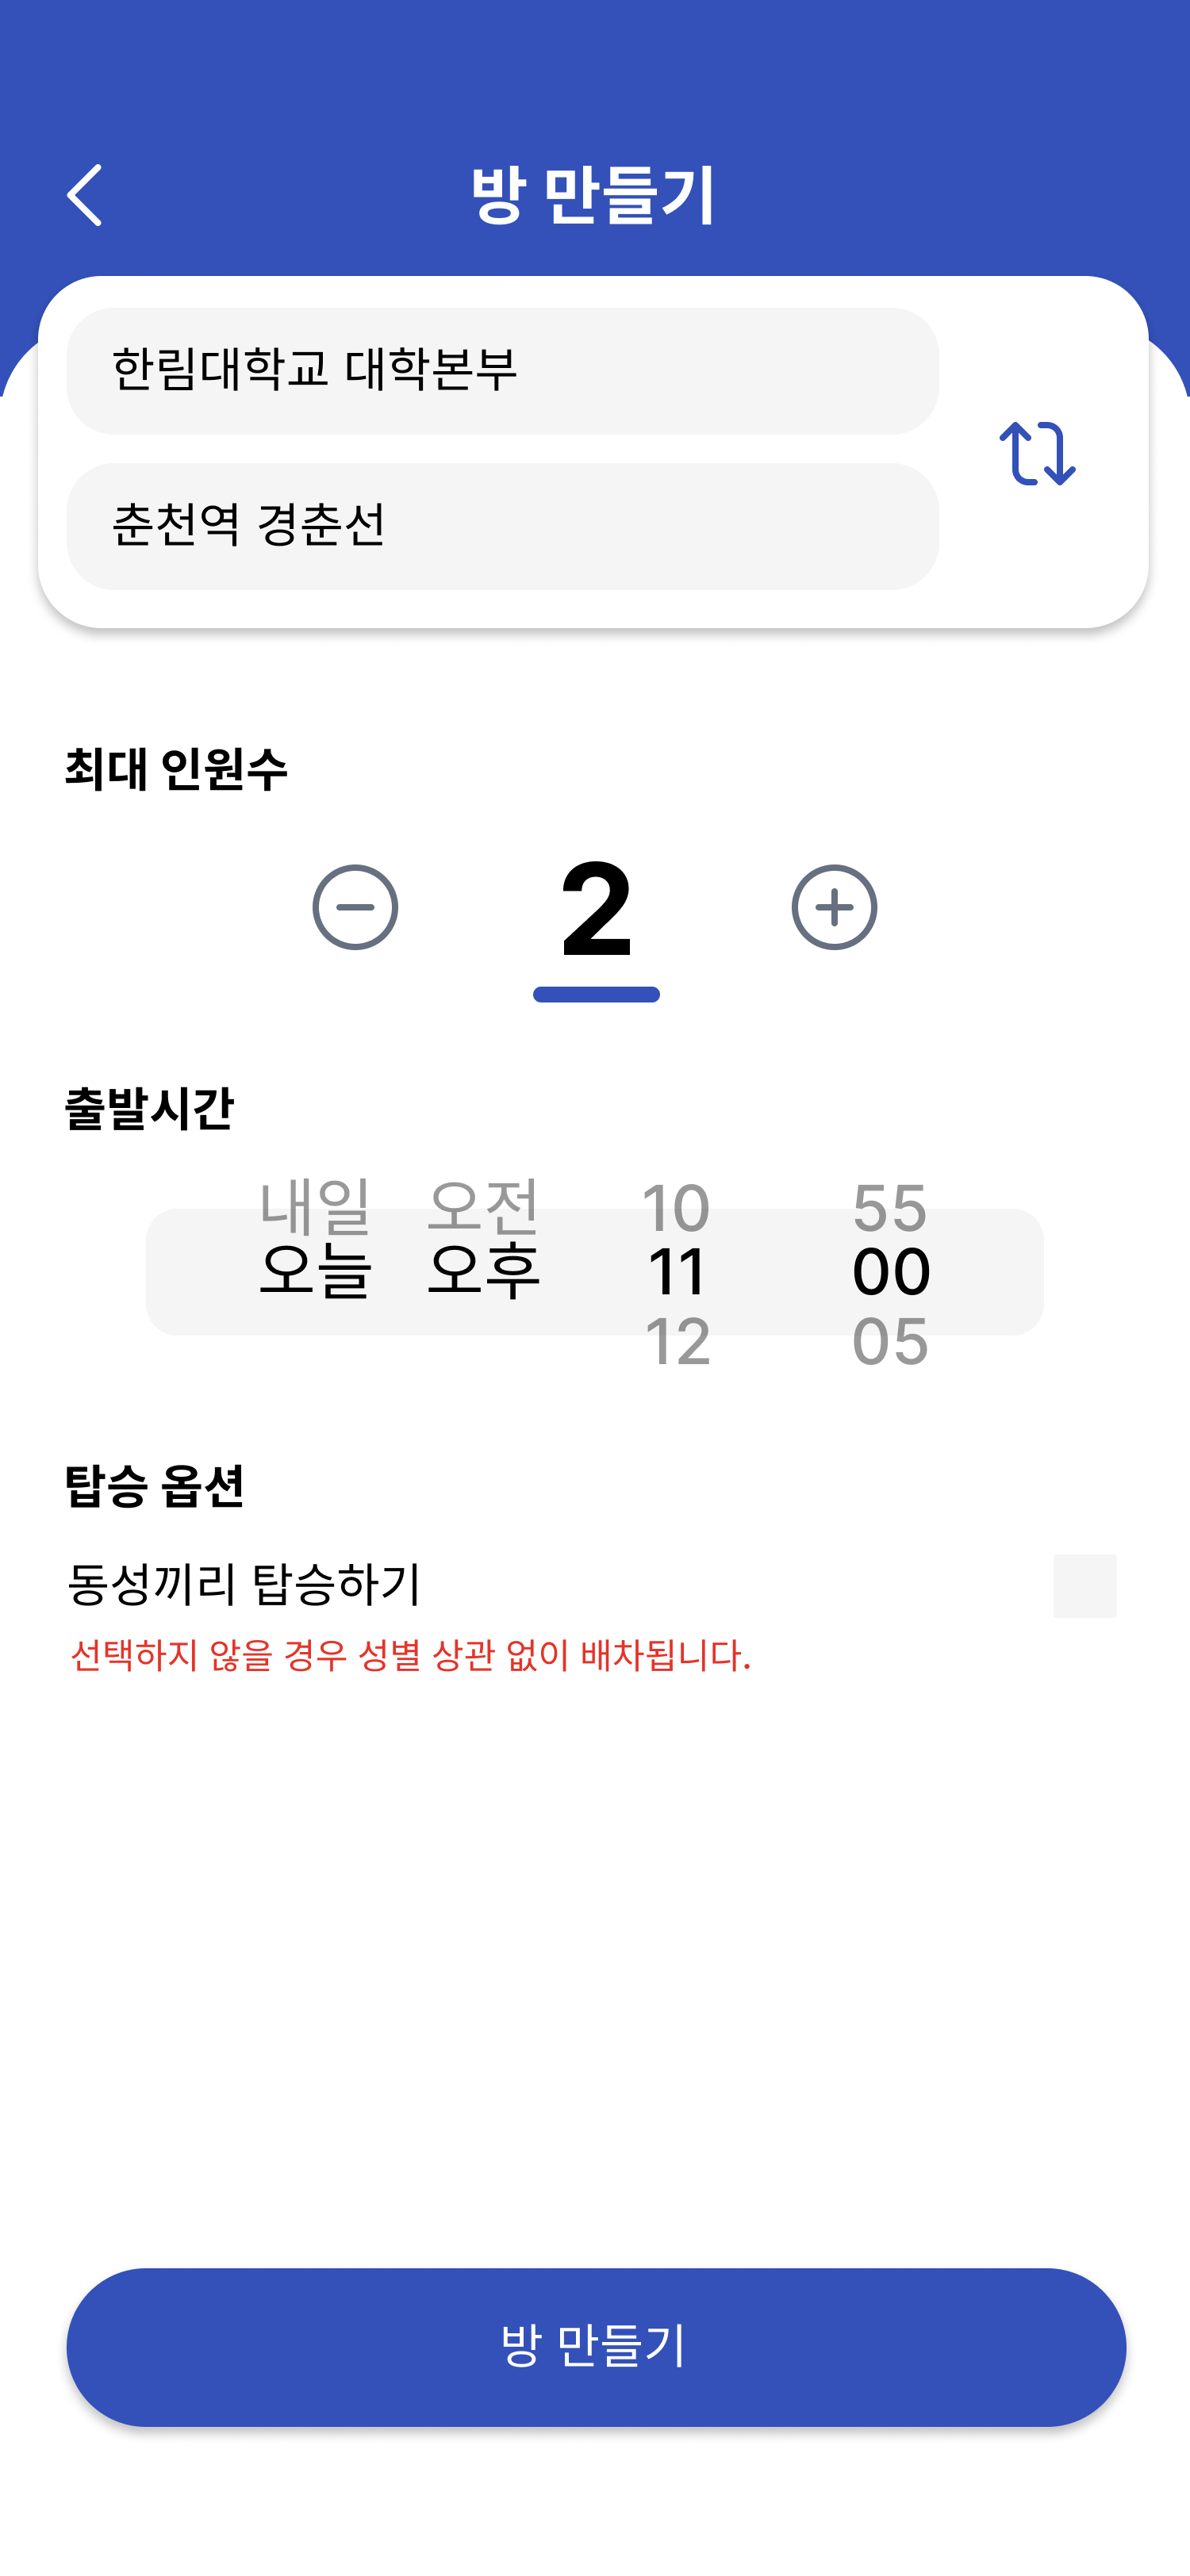 방 만들기
한림대학교 대학본부
춘천역 경춘선
최대 인원수
2
출발시간
내일 오전 10 55
오늘 오후 11 00
12 05
탑승 옵션
동성끼리 탑승하기
선택하지 않을 경우 성별 상관 없이 배차됩니다.
방 만들기